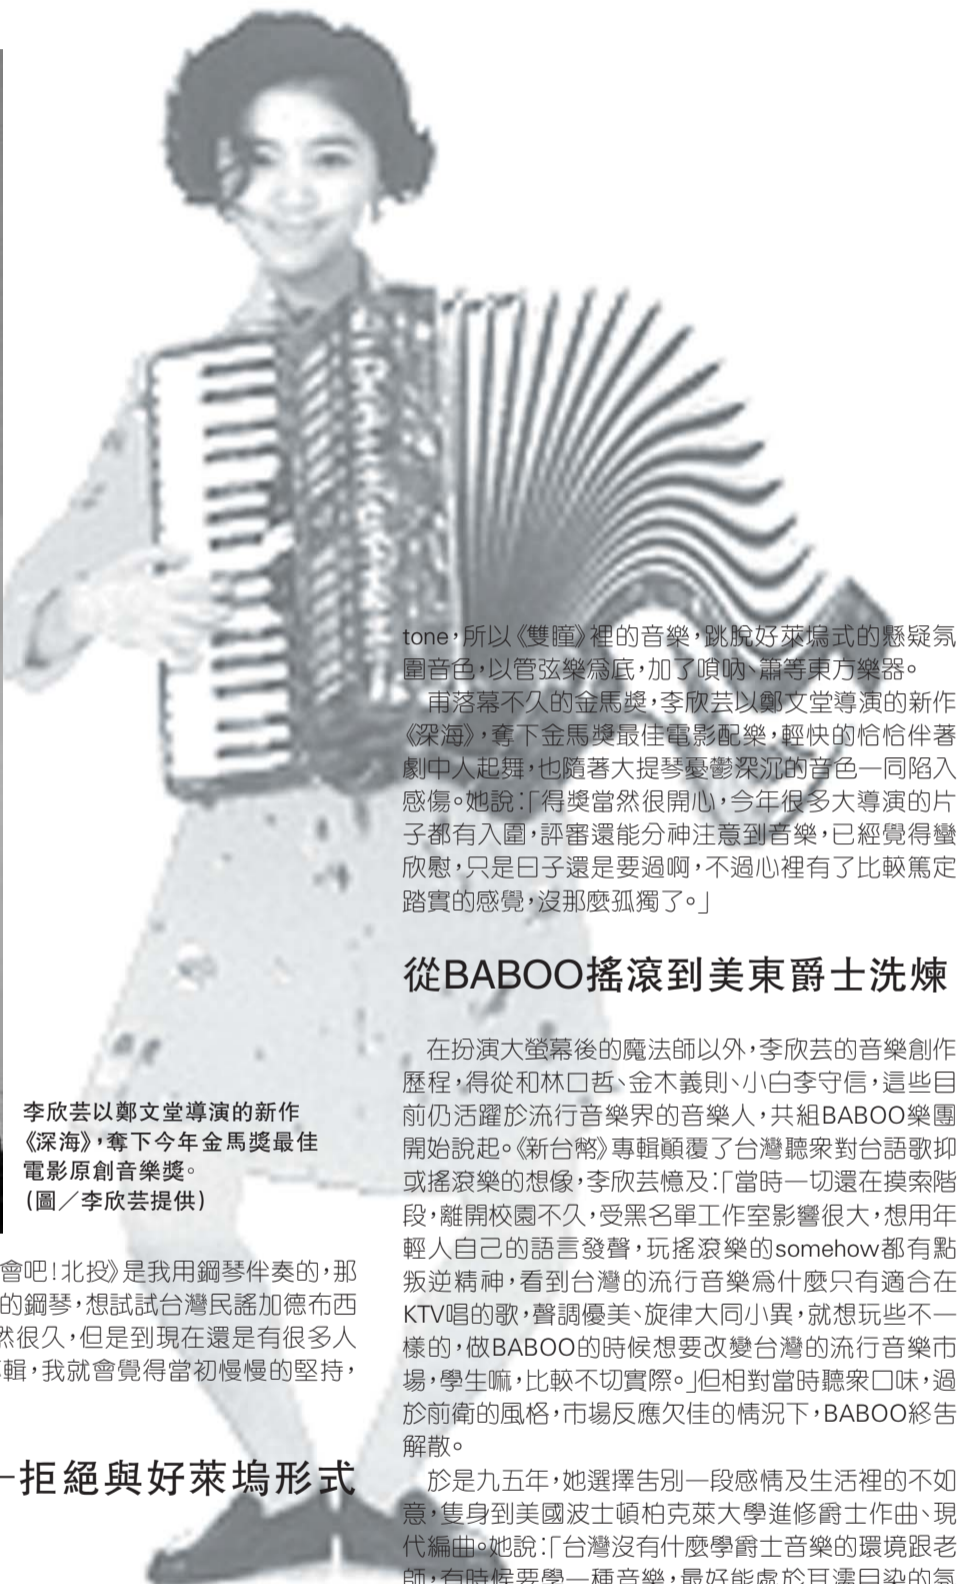 李欣芸以鄭文堂導演的新作
《深海》，奪下今年金馬獎最佳
電影原創音樂獎。
(圖／李欣芸提供)
會吧！北投》是我用鋼琴伴奏的，那
的鋼琴，想試試台灣民謠加德布西
然很久，但是到現在還是有很多人
輯，我就會覺得當初慢慢的堅持，
拒絕與好萊塢形式
tone，所以《雙瞳》裡的音樂，跳脫好萊塢式的懸疑氛
圍音色，以管弦樂為底，加了嗩吶、簫等東方樂器。
甫落幕不久的金馬獎，李欣芸以鄭文堂導演的新作
《深海》，奪下金馬獎最佳電影配樂，輕快的恰恰伴著
劇中人起舞，也隨著大提琴憂鬱深沉的音色一同陷入
感傷。她說：「得獎當然很開心，今年很多大導演的片
子都有入圍，評審還能分神注意到音樂，已經覺得蠻
欣慰，只是日子還是要過啊，不過心裡有了比較篤定
踏實的感覺，沒那麼孤獨了。」
從BABOO搖滾到美東爵士洗煉
在扮演大螢幕後的魔法師以外，李欣芸的音樂創作
歷程，得從和林口哲、金木義則、小白李守信，這些目
前仍活躍於流行音樂界的音樂人，共組BABOO樂團
開始說起。《新台幣》專輯顛覆了台灣聽眾對台語歌抑
或搖滾樂的想像，李欣芸憶及：「當時一切還在摸索階
段，離開校園不久，受黑名單工作室影響很大，想用年
輕人自己的語言發聲，玩搖滾樂的somehow都有點
叛逆精神，看到台灣的流行音樂為什麼只有適合在
KTV唱的歌，聲調優美、旋律大同小異，就想玩些不一
樣的，做BABOO的時候想要改變台灣的流行音樂市
場，學生嘛，比較不切實際。」但相對當時聽眾口味，過
於前衛的風格，市場反應欠佳的情況下，BABOO終告
解散。
於是九五年，她選擇告別一段感情及生活裡的不如
意，隻身到美國波士頓柏克萊大學進修爵士作曲、現
代編曲。她說：「台灣沒有什麼學爵士音樂的環境跟老
師，有時候要學一種音樂，最好能處於耳濡目染的氛